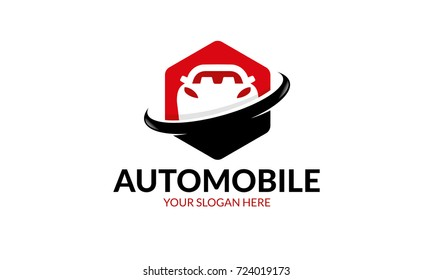 AUTOMOBILE
YOUR SLOGAN HERE
shutterstock.com · 724019173